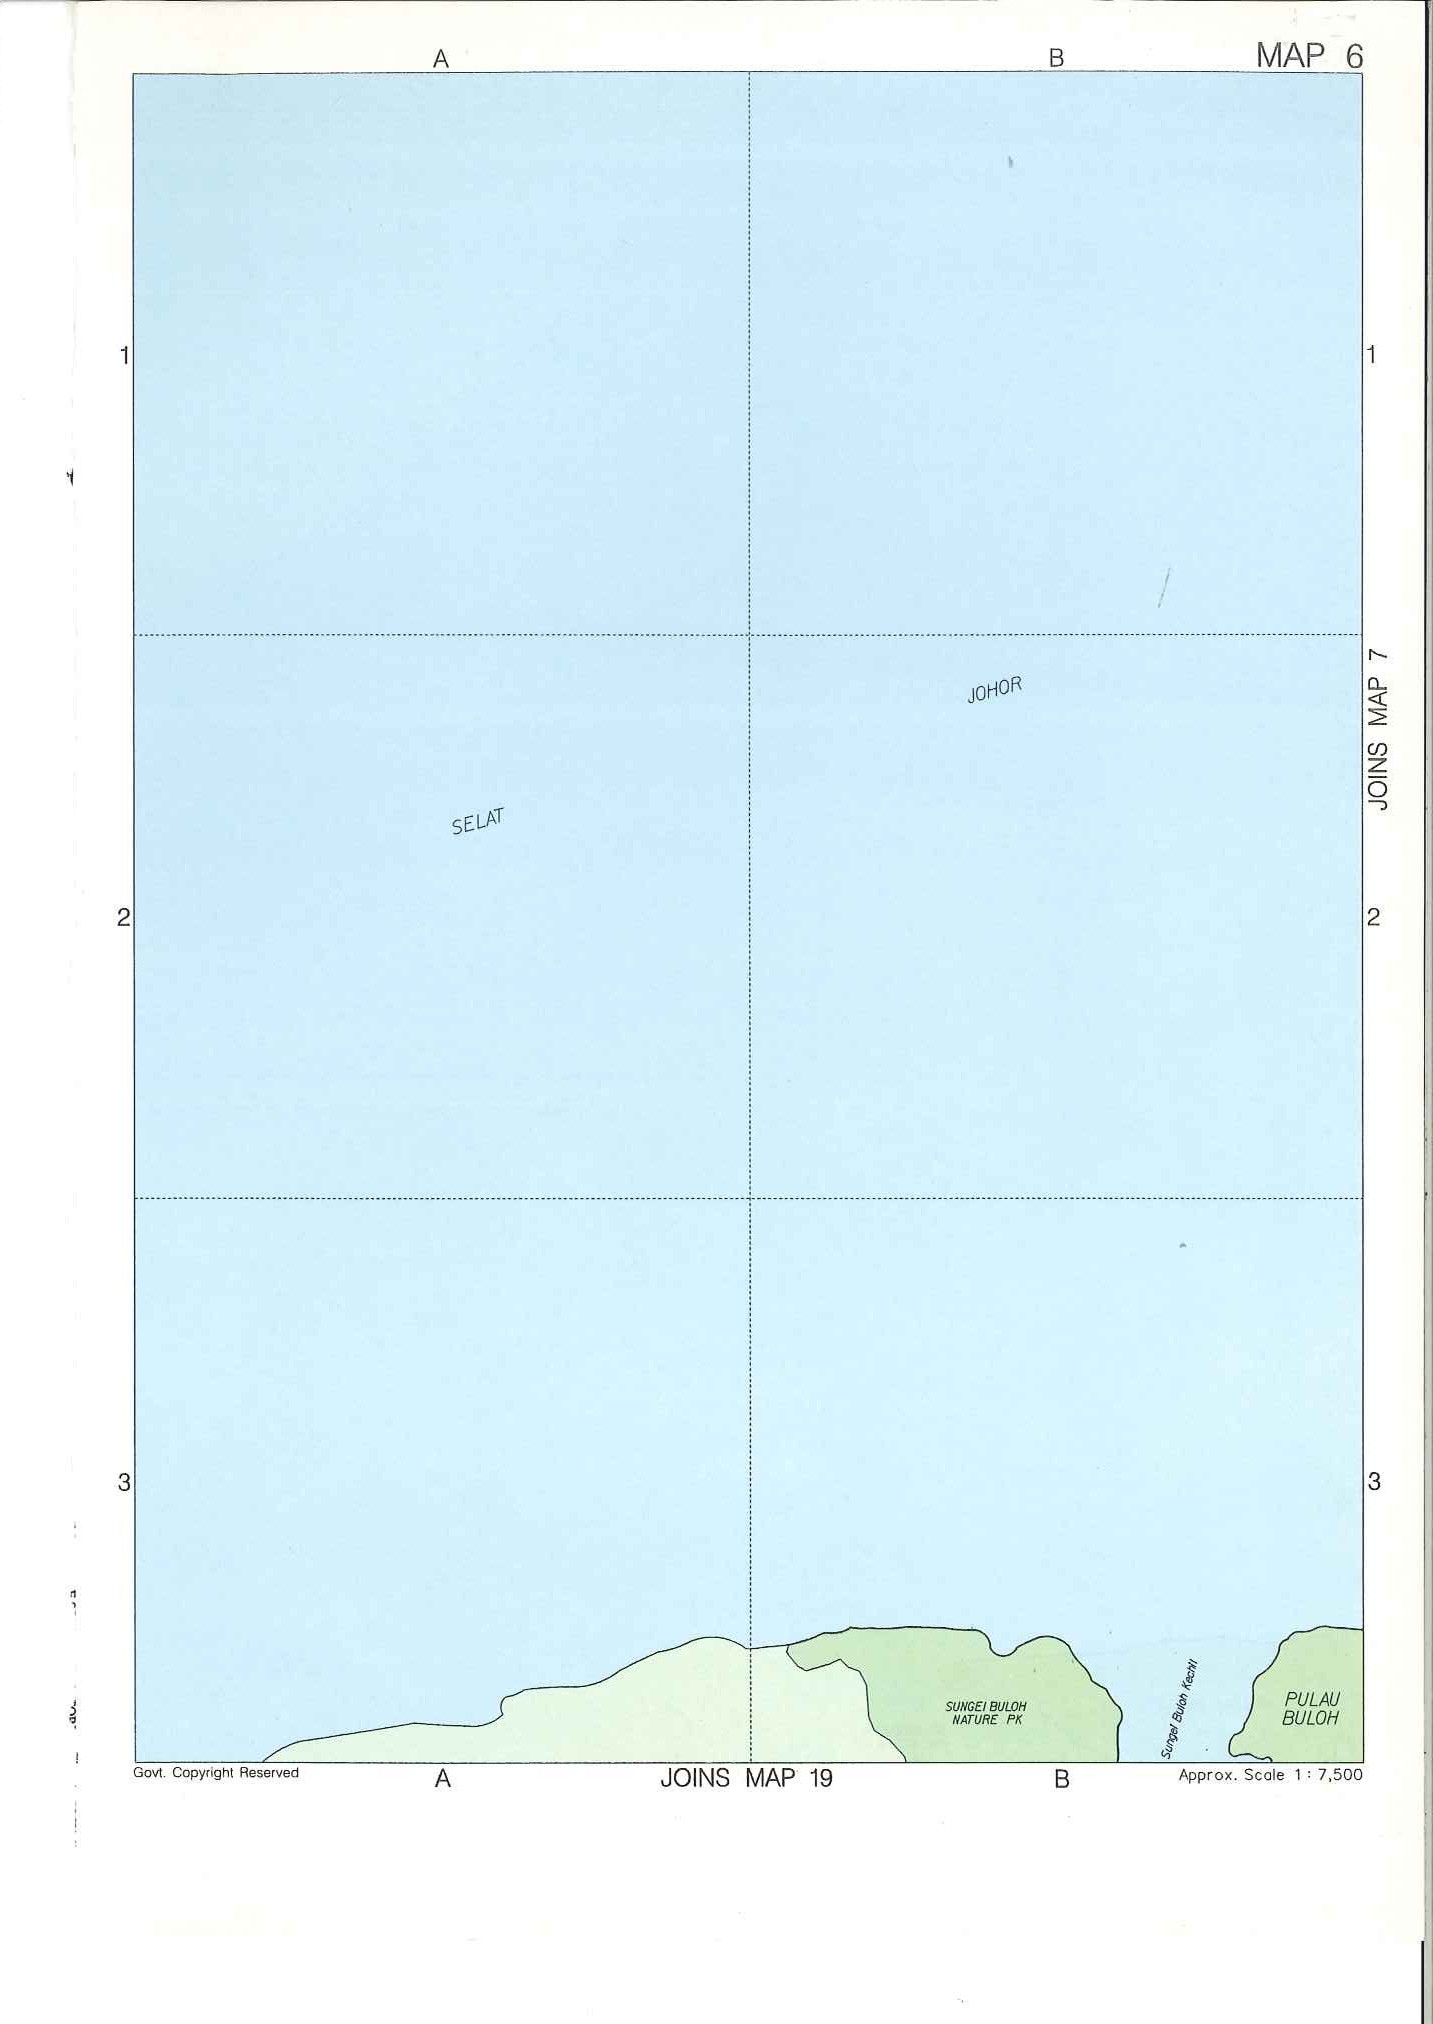 A
B
MAP 6
1
1
JOINS MAP 7
JOHOR
SELAT
2
2
3
3
SUNGEI BULOH
NATURE PK
Sungei Buloh Kechil
PULAU
BULOH
Govt. Copyright Reserved
A
JOINS MAP 19
B
Approx. Scale 1 : 7,500